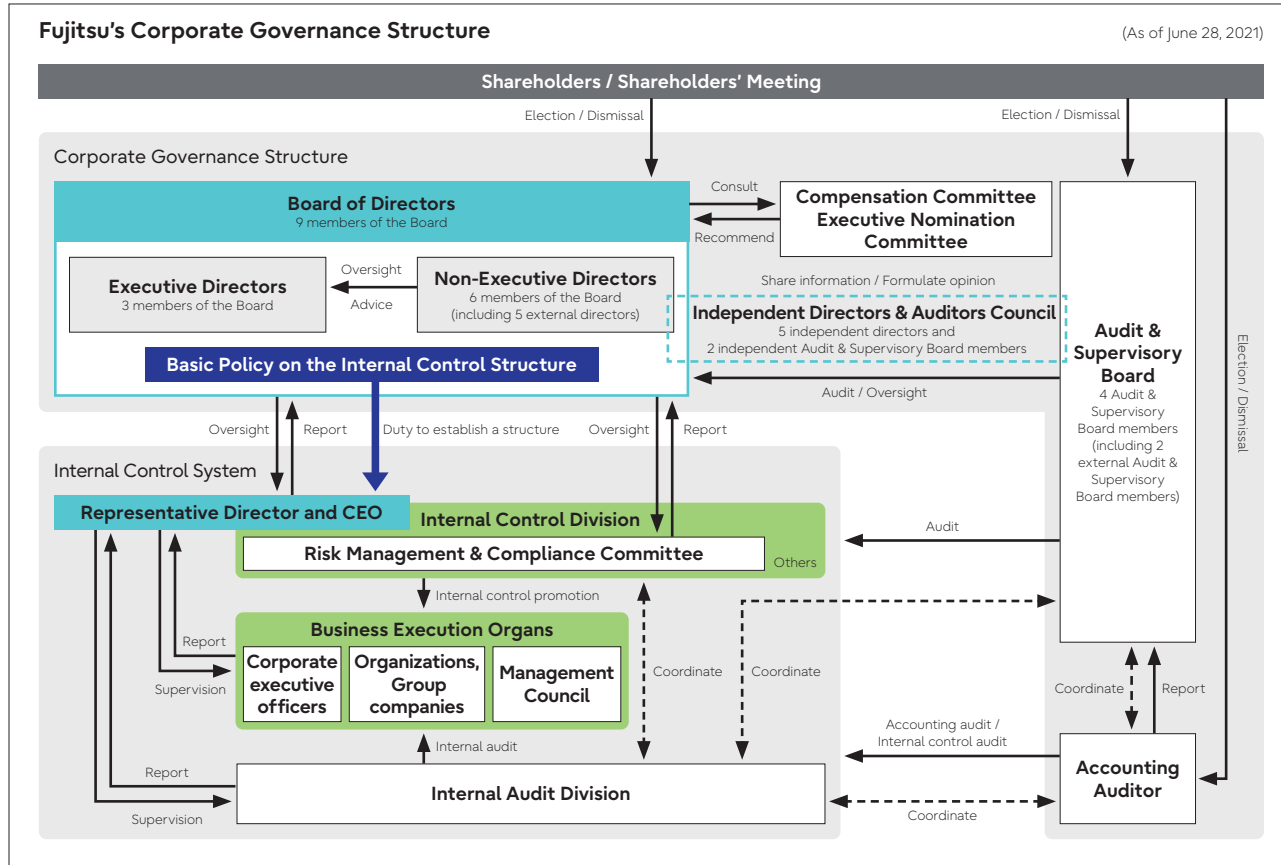 Fujitsu's Corporate Governance Structure
(As of June 28, 2021)
Shareholders / Shareholders' Meeting
Election / Dismissal
Election / Dismissal
Election / Dismissal
Corporate Governance Structure
Board of Directors
9 members of the Board
Consult
Recommend
Compensation Committee
Executive Nomination
Committee
Executive Directors
3 members of the Board
Oversight
Advice
Non-Executive Directors
6 members of the Board
(including 5 external directors)
Share information / Formulate opinion
Independent Directors & Auditors Council
5 independent directors and
2 independent Audit & Supervisory Board members
Audit &
Supervisory
Board
4 Audit &
Supervisory
Board members
(including 2
external Audit &
Supervisory
Board members)
Basic Policy on the Internal Control Structure
Audit / Oversight
Oversight
Report
Duty to establish a structure
Oversight
Report
Internal Control System
Representative Director and CEO
Internal Control Division
Risk Management & Compliance Committee
Others
Audit
Internal control promotion
Business Execution Organs
Corporate
executive
officers
Organizations,
Group
companies
Management
Council
Report
Supervision
Coordinate
Coordinate
Coordinate
Report
Internal audit
Accounting audit /
Internal control audit
Report
Supervision
Internal Audit Division
Coordinate
Accounting
Auditor